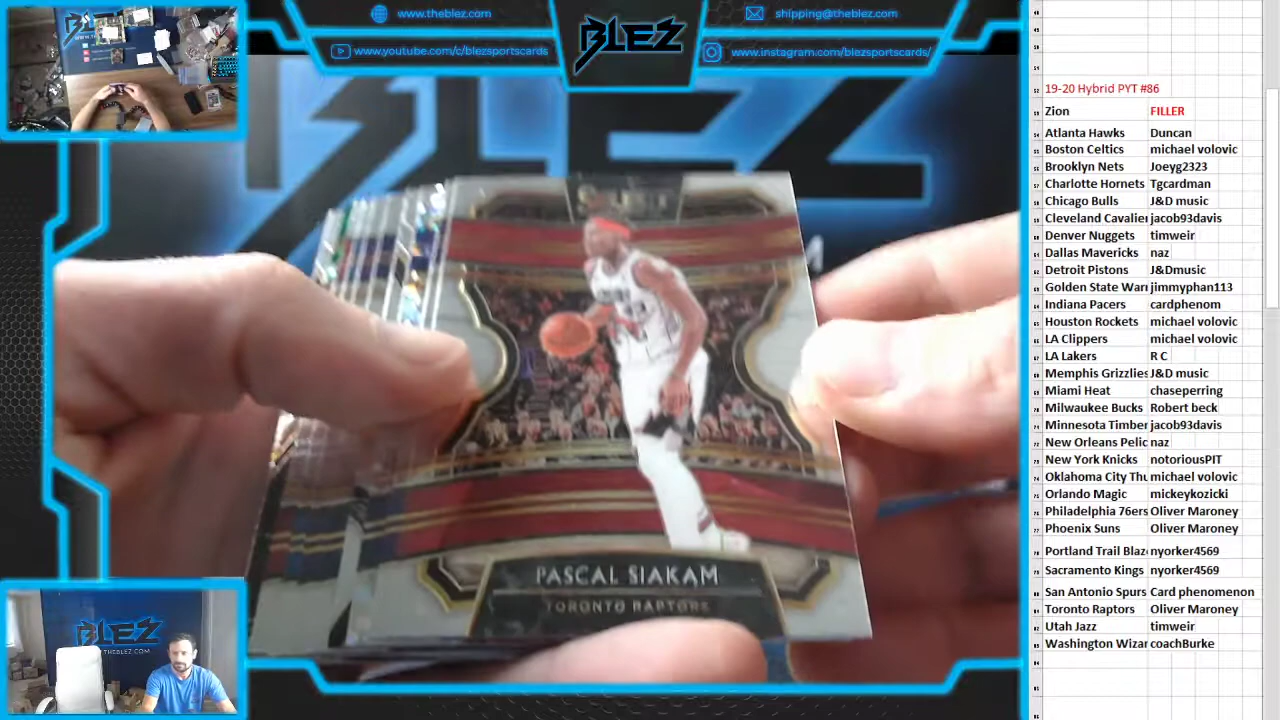 www.theblez.com
shipping@theblez.com
www.youtube.com/c/blezsportscards
www.instagram.com/blezsportscards/
BLEZ
BLEZ
PASCAL SIAKAM
TORONTO RAPTORS
BLEZ
THEBLEZ.COM
19-20 Hybrid PYT #86
Zion FILLER
Atlanta Hawks Duncan
Boston Celtics michael volovic
Brooklyn Nets Joeyg2323
Charlotte Hornets Tgcardman
Chicago Bulls J&D music
Cleveland Cavalier jacob93davis
Denver Nuggets timweir
Dallas Mavericks naz
Detroit Pistons J&Dmusic
Golden State Warr jimmyphan113
Indiana Pacers cardphenom
Houston Rockets michael volovic
LA Clippers michael volovic
LA Lakers R C
Memphis Grizzlies J&D music
Miami Heat chaseperring
Milwaukee Bucks Robert beck
Minnesota Timber jacob93davis
New Orleans Pelic naz
New York Knicks notoriousPIT
Oklahoma City Thu michael volovic
Orlando Magic mickeykozicki
Philadelphia 76ers Oliver Maroney
Phoenix Suns Oliver Maroney
Portland Trail Blaz nyorker4569
Sacramento Kings nyorker4569
San Antonio Spurs Card phenomenon
Toronto Raptors Oliver Maroney
Utah Jazz timweir
Washington Wizar coachBurke